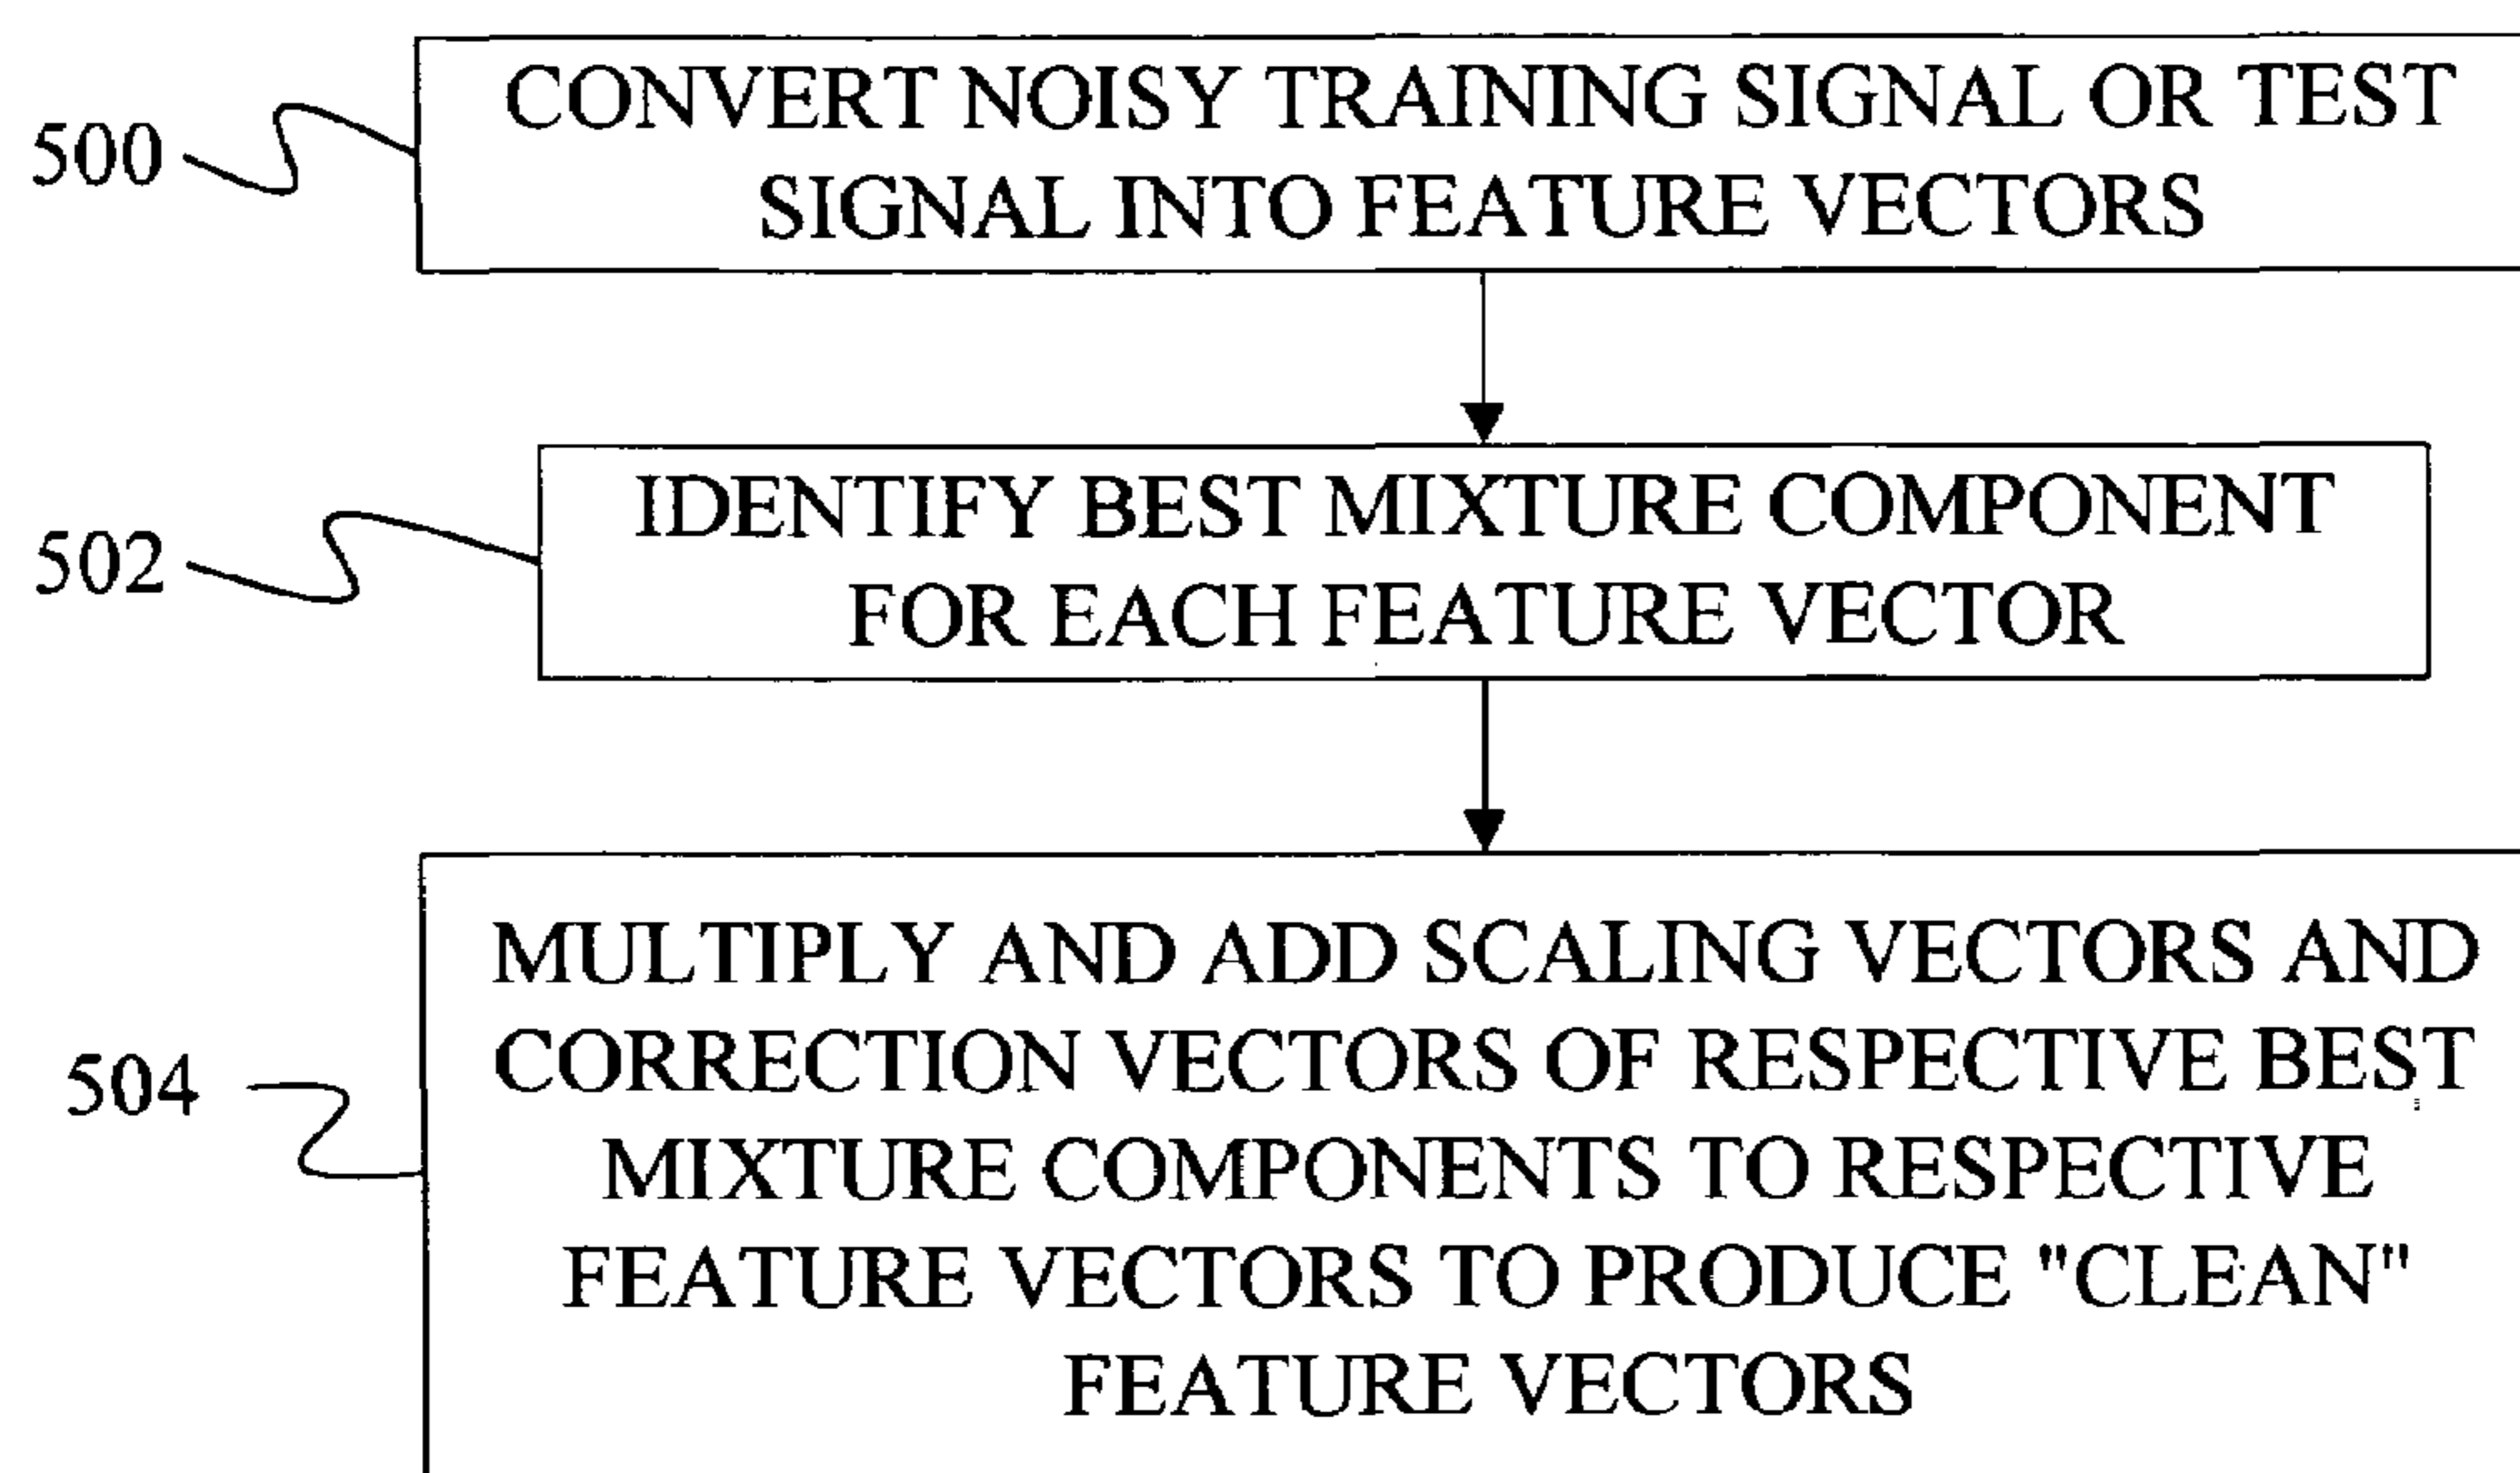 500
CONVERT NOISY TRAINING SIGNAL OR TEST
SIGNAL INTO FEATURE VECTORS
502
IDENTIFY BEST MIXTURE COMPONENT
FOR EACH FEATURE VECTOR
504
MULTIPLY AND ADD SCALING VECTORS AND
CORRECTION VECTORS OF RESPECTIVE BEST
MIXTURE COMPONENTS TO RESPECTIVE
FEATURE VECTORS TO PRODUCE "CLEAN"
FEATURE VECTORS